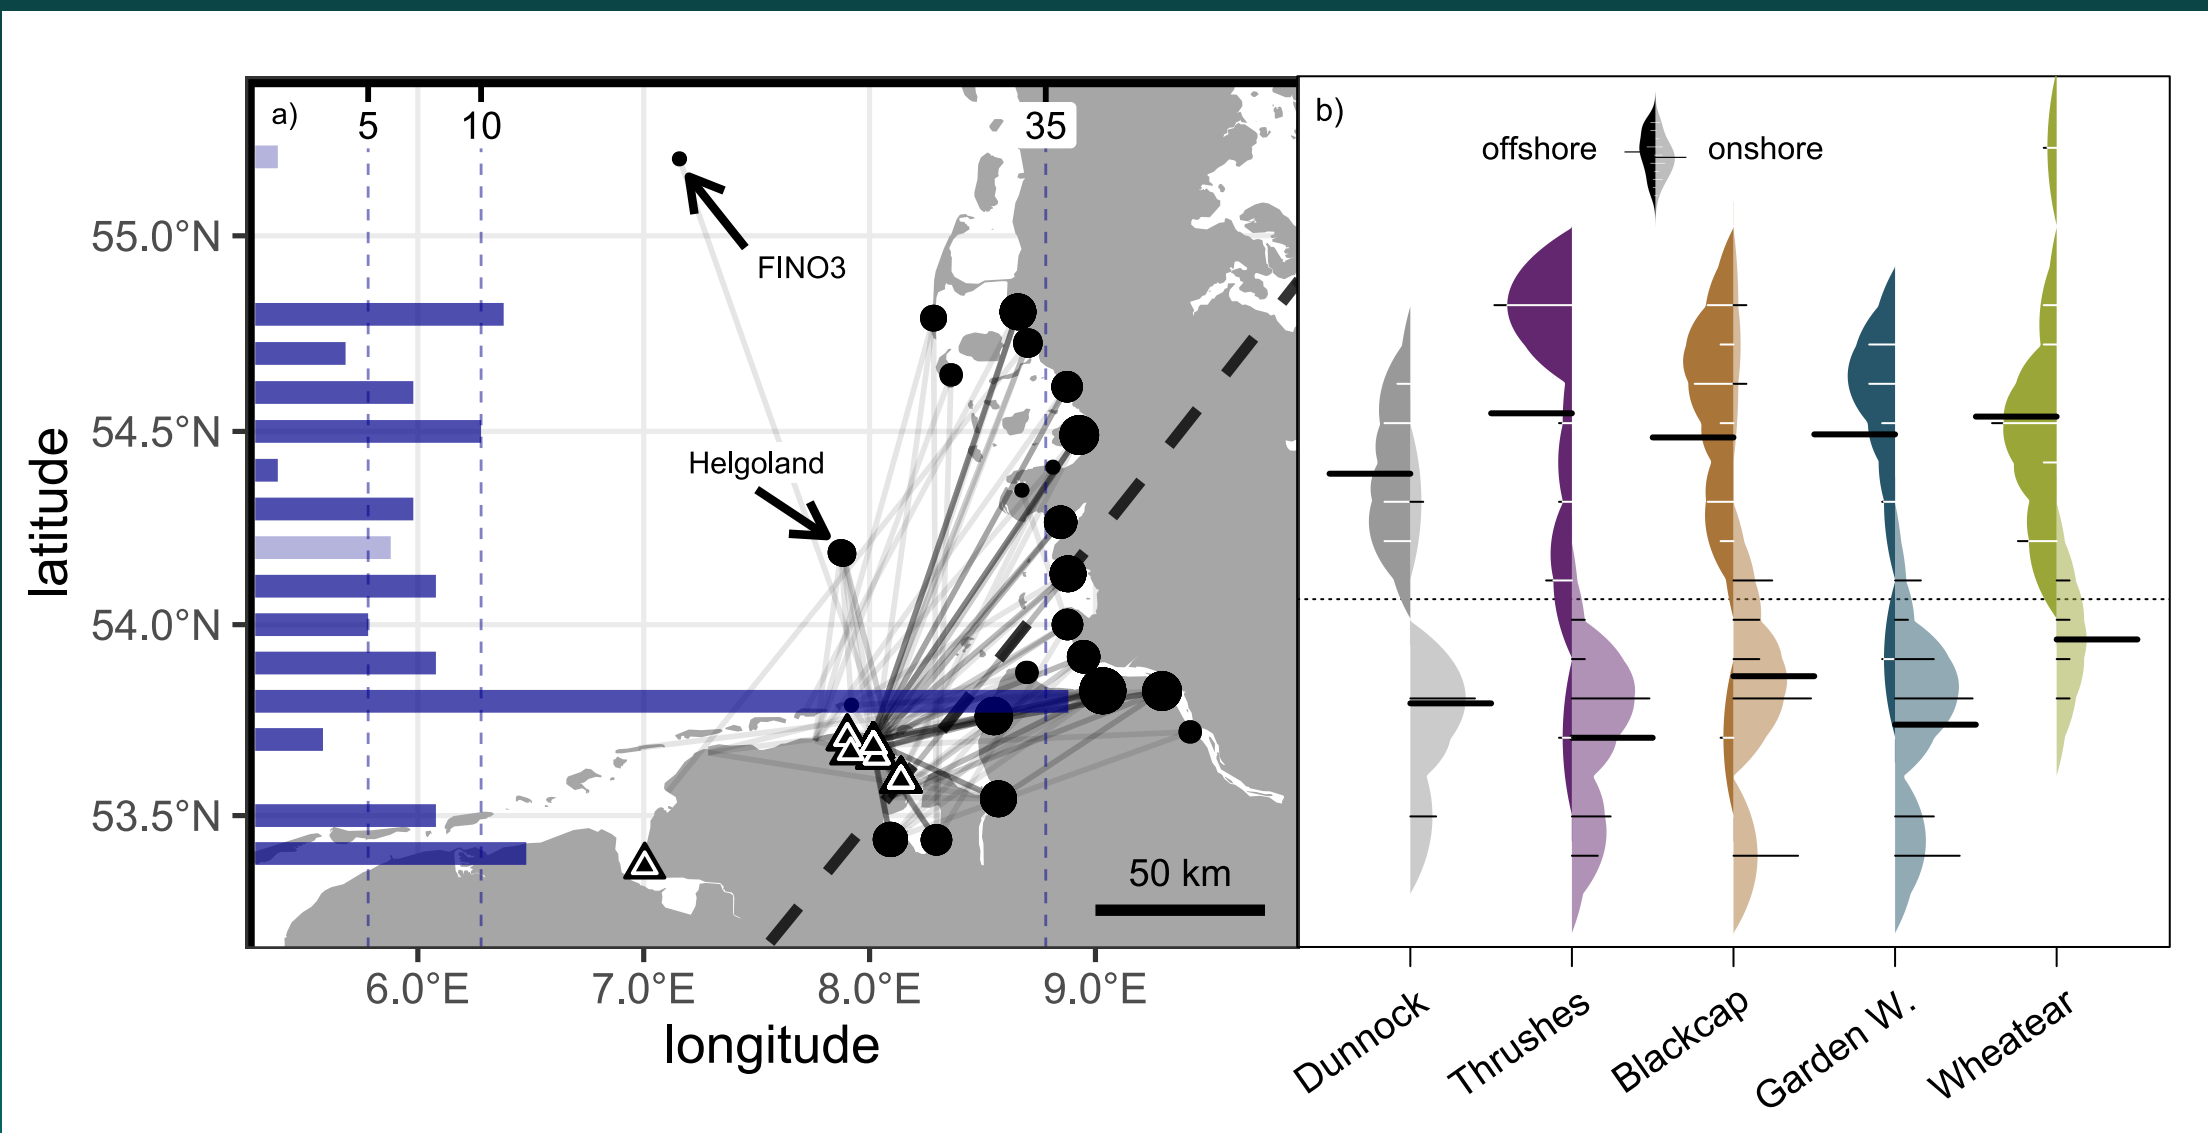 a)
5
10
35
b)
offshore
onshore
55.0°N
FINO3
54.5°N
Helgoland
latitude
54.0°N
53.5°N
50 km
6.0°E
7.0°E
8.0°E
9.0°E
longitude
Dunnock
Thrushes
Blackcap
Garden W.
Wheatear